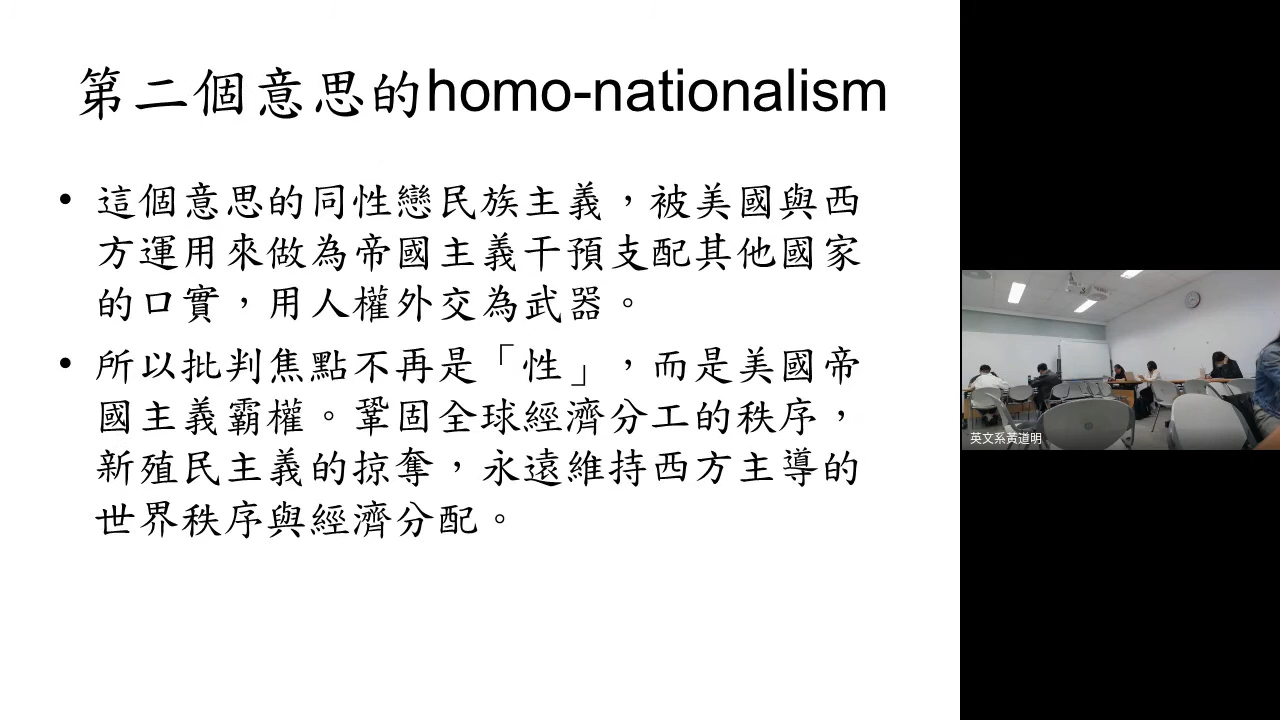 第二個意思的homo-nationalism
• 這個意思的同性戀民族主義，被美國與西
方運用來做為帝國主義干預支配其他國家
的口實，用人權外交為武器。
• 所以批判焦點不再是「性」，而是美國帝
國主義霸權。鞏固全球經濟分工的秩序，
新殖民主義的掠奪，永遠維持西方主導的
世界秩序與經濟分配。
英文系黃道明